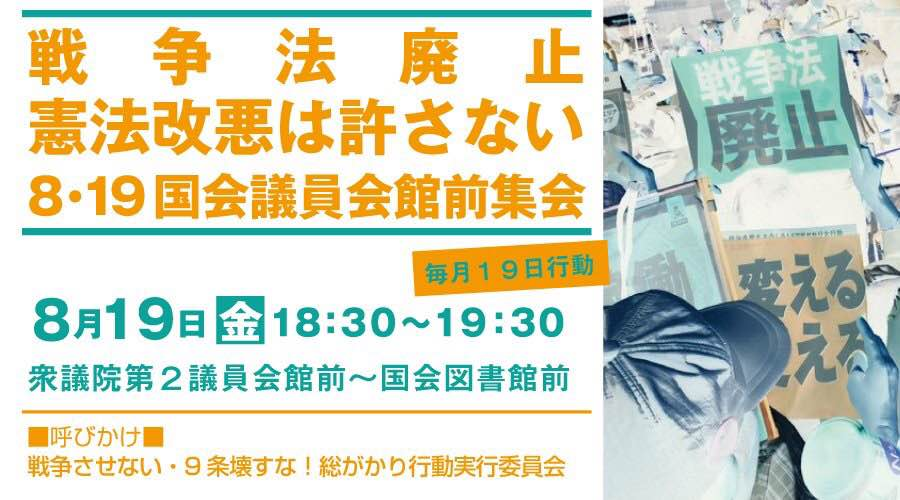 戦争法廃止
憲法改悪は許さない
8・19国会議員会館前集会
毎月19日行動
8月19日 金 18:30～19:30
衆議院第2議員会館前～国会図書館前
■呼びかけ■
戦争させない・9条壊すな！総がかり行動実行委員会
戦争法
廃止
変える
える
働